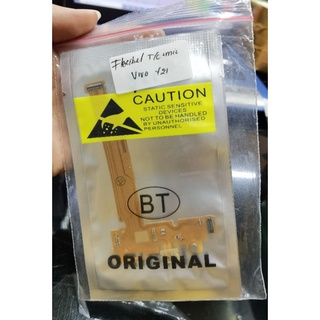 Flexibel T/C mic
Vivo Y21
CAUTION
STATIC SENSITIVE
DEVICES
NOT TO BE HANDLED
BY UNAUTHORISED
PERSONNEL
BT
ORIGINAL